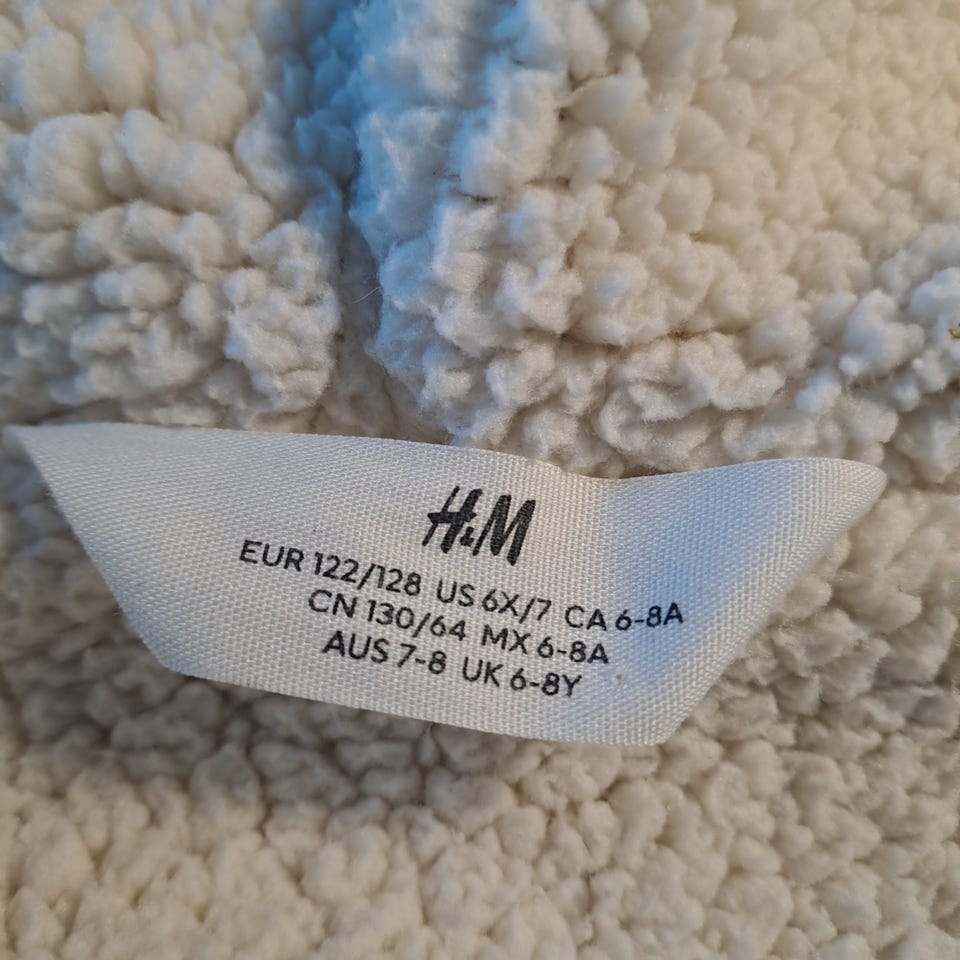 H&M
EUR 122/128 US 6X/7 CA 6-8A
CN 130/64 MX 6-8A
AUS 7-8 UK 6-8Y